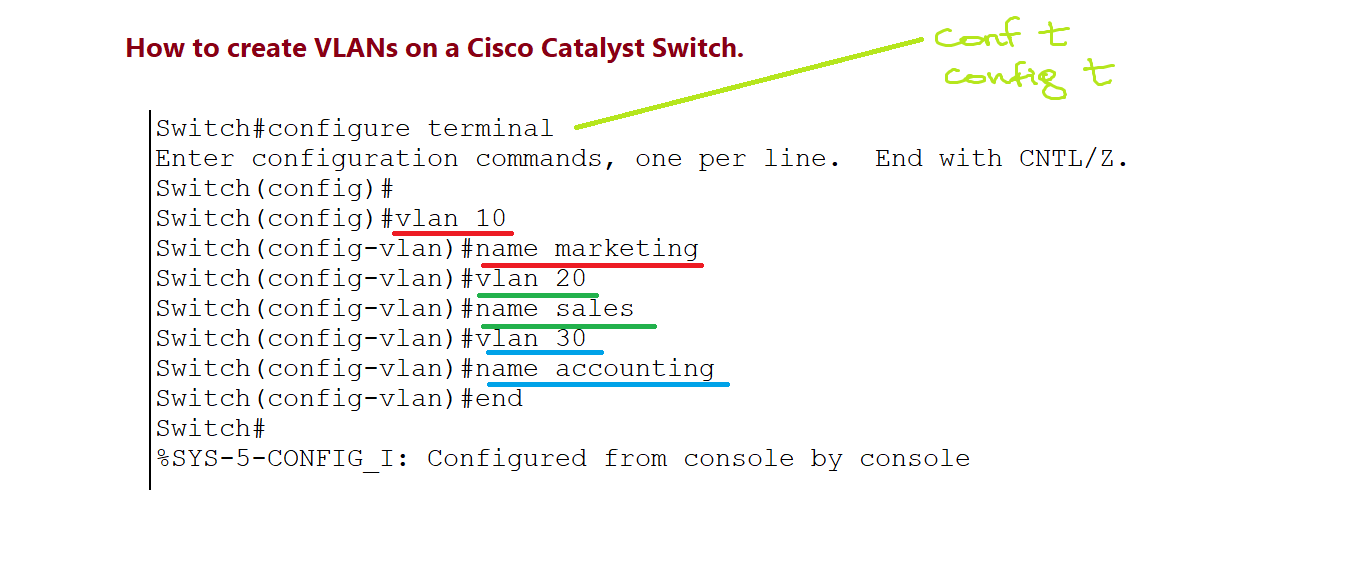 How to create VLANs on a Cisco Catalyst Switch.
conf t
config t
Switch#configure terminal
Enter configuration commands, one per line.  End with CNTL/Z.
Switch(config)#
Switch(config)#vlan 10
Switch(config-vlan)#name marketing
Switch(config-vlan)#vlan 20
Switch(config-vlan)#name sales
Switch(config-vlan)#vlan 30
Switch(config-vlan)#name accounting
Switch(config-vlan)#end
Switch#
%SYS-5-CONFIG_I: Configured from console by console